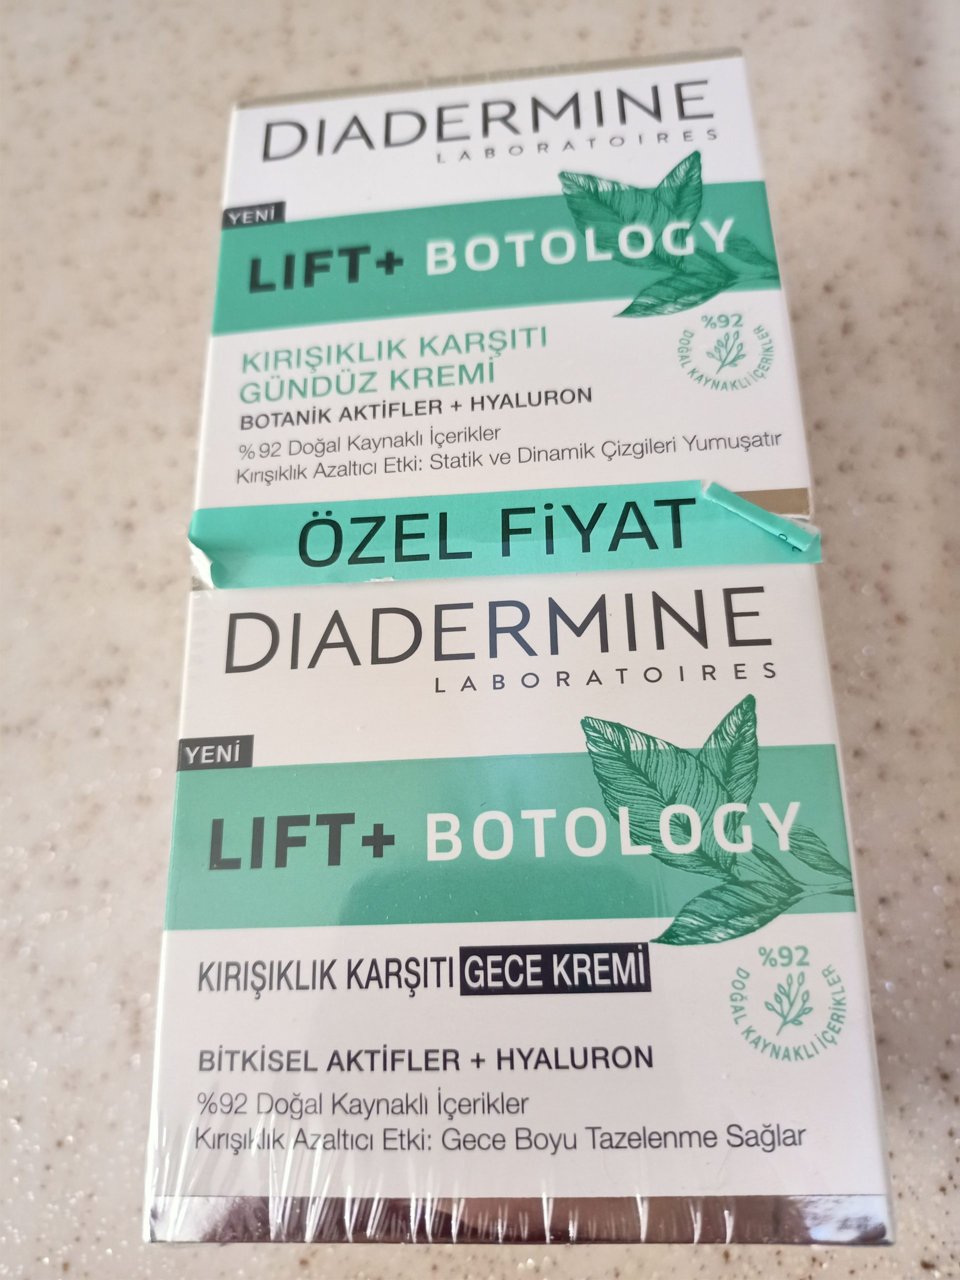 DIADERMINE
LABORATOIRES
YENİ
LIFT+ BOTOLOGY
KIRIŞIKLIK KARŞITI
GÜNDÜZ KREMİ
BOTANİK AKTİFLER + HYALURON
%92 Doğal Kaynaklı İçerikler
Kırışıklık Azaltıcı Etki: Statik ve Dinamik Çizgileri Yumuşatır
%92
DOĞAL KAYNAKLI İÇERİKLER
ÖZEL FİYAT
DIADERMINE
LABORATOIRES
YENİ
LIFT+ BOTOLOGY
KIRIŞIKLIK KARŞITI GECE KREMİ
BİTKİSEL AKTİFLER + HYALURON
%92 Doğal Kaynaklı İçerikler
Kırışıklık Azaltıcı Etki: Gece Boyu Tazelenme Sağlar
%92
DOĞAL KAYNAKLI İÇERİKLER